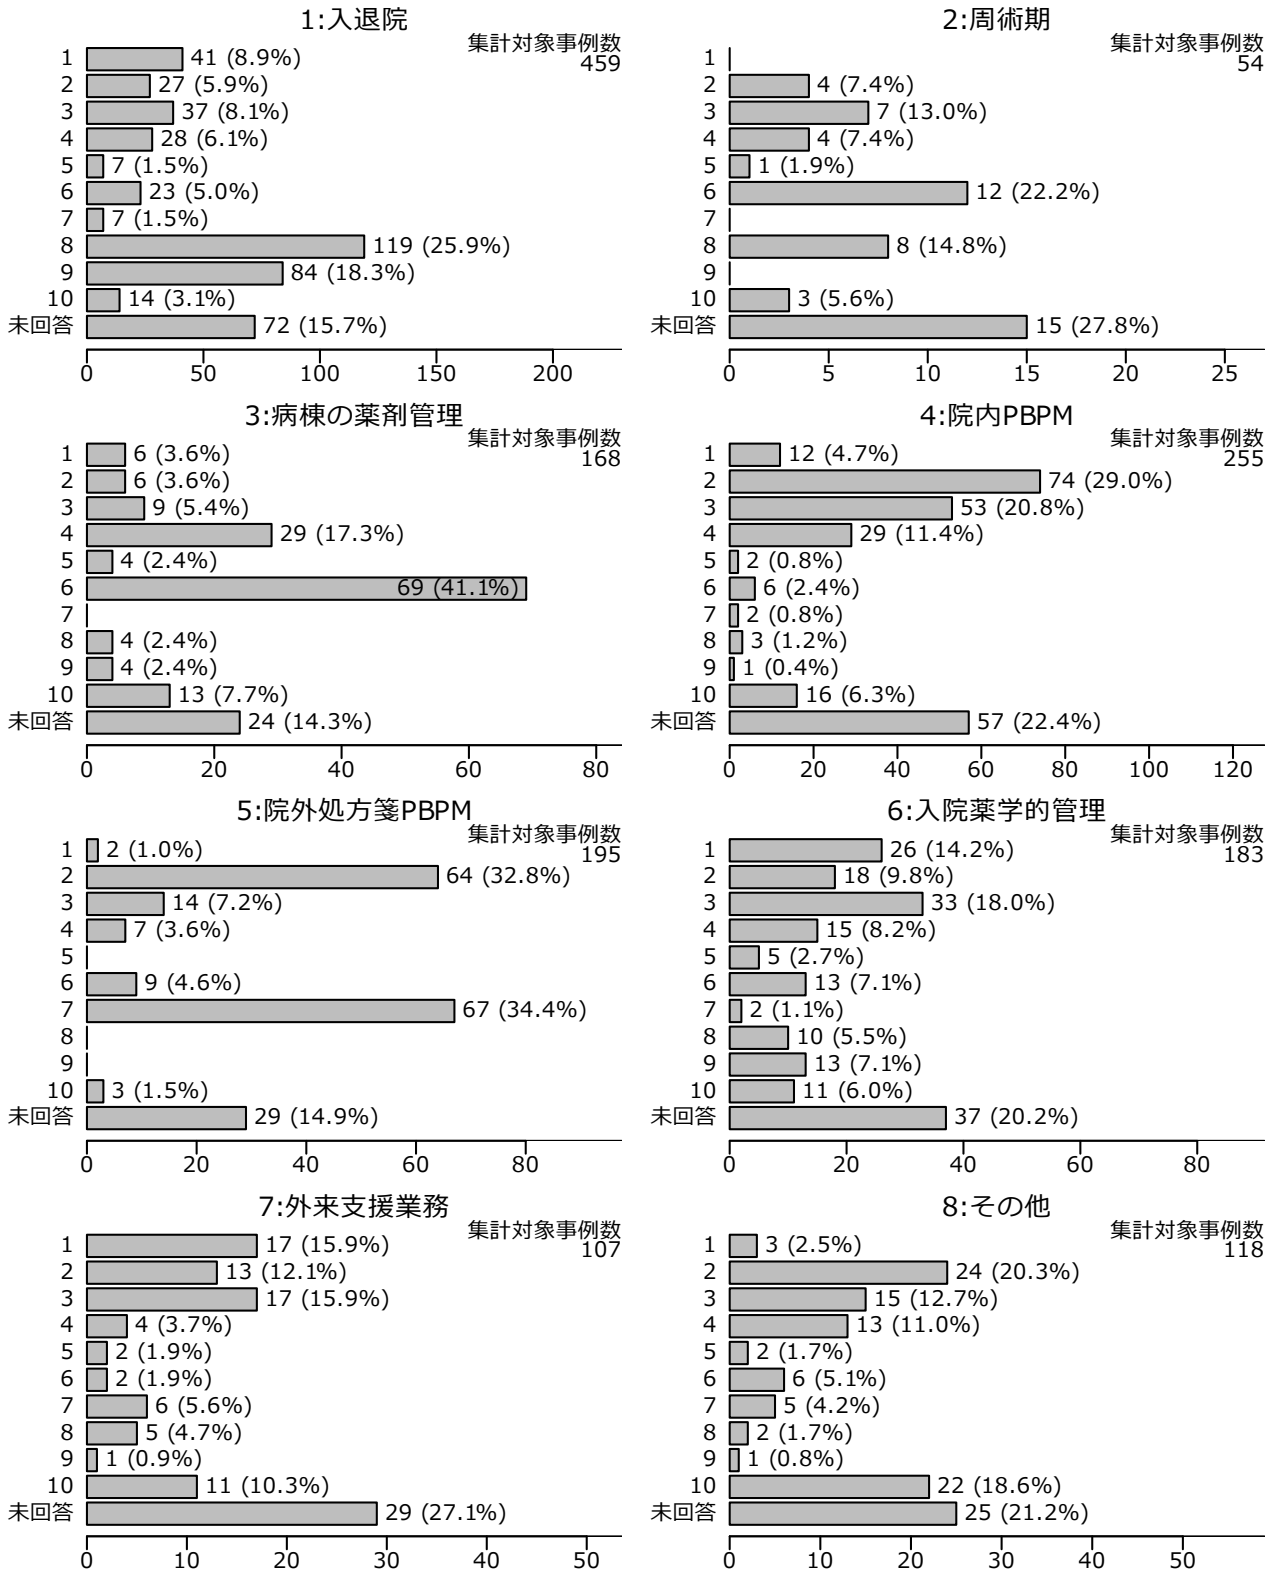 1:入退院
集計対象事例数
459
1 41 (8.9%)
2 27 (5.9%)
3 37 (8.1%)
4 28 (6.1%)
5 7 (1.5%)
6 23 (5.0%)
7 7 (1.5%)
8 119 (25.9%)
9 84 (18.3%)
10 14 (3.1%)
未回答 72 (15.7%)
0 50 100 150 200
2:周術期
集計対象事例数
54
1
2 4 (7.4%)
3 7 (13.0%)
4 4 (7.4%)
5 1 (1.9%)
6 12 (22.2%)
7
8 8 (14.8%)
9
10 3 (5.6%)
未回答 15 (27.8%)
0 5 10 15 20 25
3:病棟の薬剤管理
集計対象事例数
168
1 6 (3.6%)
2 6 (3.6%)
3 9 (5.4%)
4 29 (17.3%)
5 4 (2.4%)
6 69 (41.1%)
7
8 4 (2.4%)
9 4 (2.4%)
10 13 (7.7%)
未回答 24 (14.3%)
0 20 40 60 80
4:院内PBPM
集計対象事例数
255
1 12 (4.7%)
2 74 (29.0%)
3 53 (20.8%)
4 29 (11.4%)
5 2 (0.8%)
6 6 (2.4%)
7 2 (0.8%)
8 3 (1.2%)
9 1 (0.4%)
10 16 (6.3%)
未回答 57 (22.4%)
0 20 40 60 80 100 120
5:院外処方箋PBPM
集計対象事例数
195
1 2 (1.0%)
2 64 (32.8%)
3 14 (7.2%)
4 7 (3.6%)
5
6 9 (4.6%)
7 67 (34.4%)
8
9
10 3 (1.5%)
未回答 29 (14.9%)
0 20 40 60 80
6:入院薬学的管理
集計対象事例数
183
1 26 (14.2%)
2 18 (9.8%)
3 33 (18.0%)
4 15 (8.2%)
5 5 (2.7%)
6 13 (7.1%)
7 2 (1.1%)
8 10 (5.5%)
9 13 (7.1%)
10 11 (6.0%)
未回答 37 (20.2%)
0 20 40 60 80
7:外来支援業務
集計対象事例数
107
1 17 (15.9%)
2 13 (12.1%)
3 17 (15.9%)
4 4 (3.7%)
5 2 (1.9%)
6 2 (1.9%)
7 6 (5.6%)
8 5 (4.7%)
9 1 (0.9%)
10 11 (10.3%)
未回答 29 (27.1%)
0 10 20 30 40 50
8:その他
集計対象事例数
118
1 3 (2.5%)
2 24 (20.3%)
3 15 (12.7%)
4 13 (11.0%)
5 2 (1.7%)
6 6 (5.1%)
7 5 (4.2%)
8 2 (1.7%)
9 1 (0.8%)
10 22 (18.6%)
未回答 25 (21.2%)
0 10 20 30 40 50